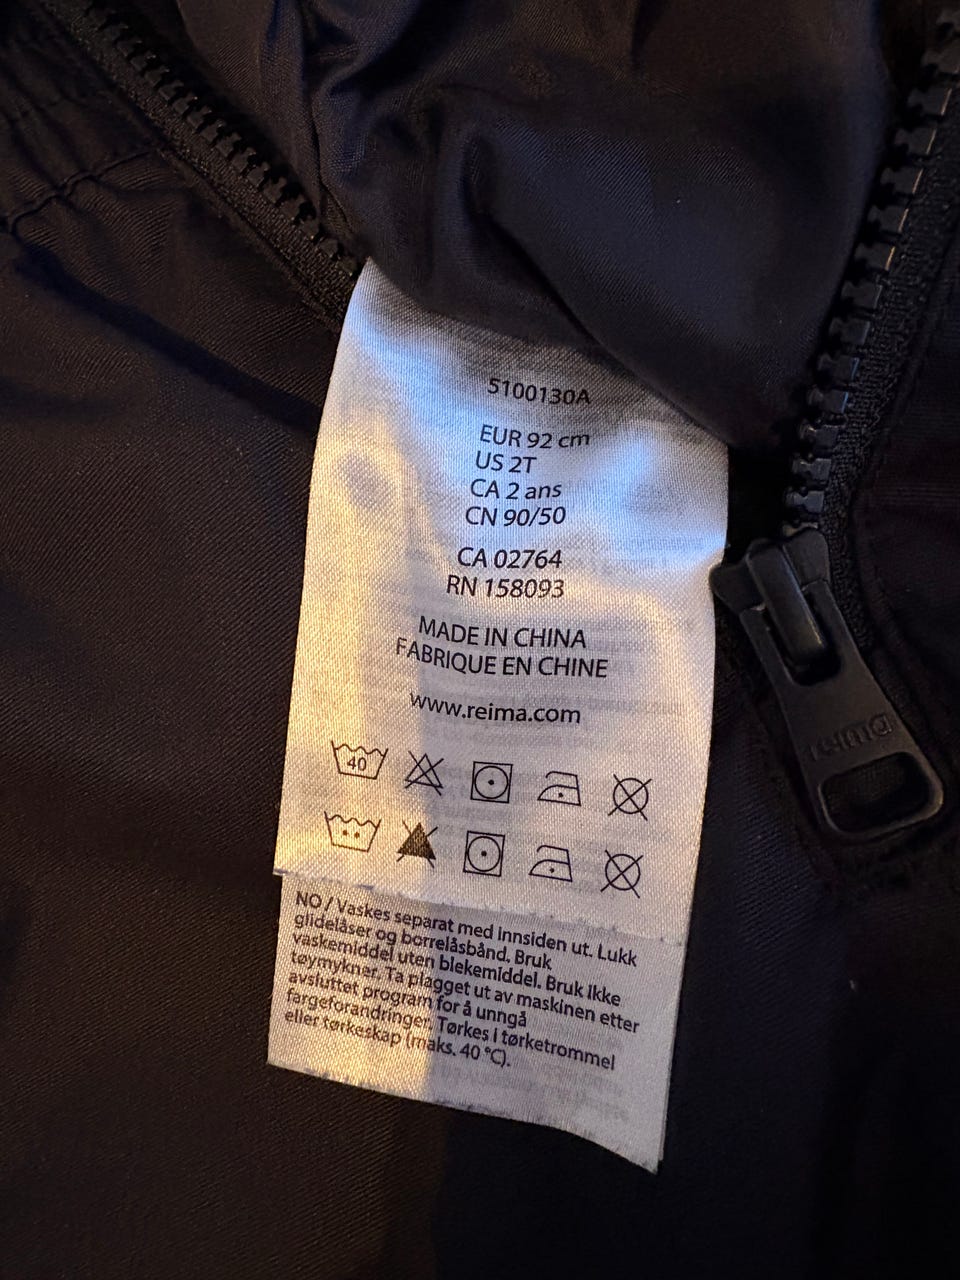 5100130A
EUR 92 cm
US 2T
CA 2 ans
CN 90/50
CA 02764
RN 158093
MADE IN CHINA
FABRIQUE EN CHINE
www.reima.com
40
NO / Vaskes separat med innsiden ut. Lukk
glidelåser og borrelåsbånd. Bruk
vaskemiddel uten blekemiddel. Bruk ikke
tøymykner. Ta plagget ut av maskinen etter
avsluttet program for å unngå
fargeforandringer. Tørkes i tørketrommel
eller tørkeskap (maks. 40 °C).
reima